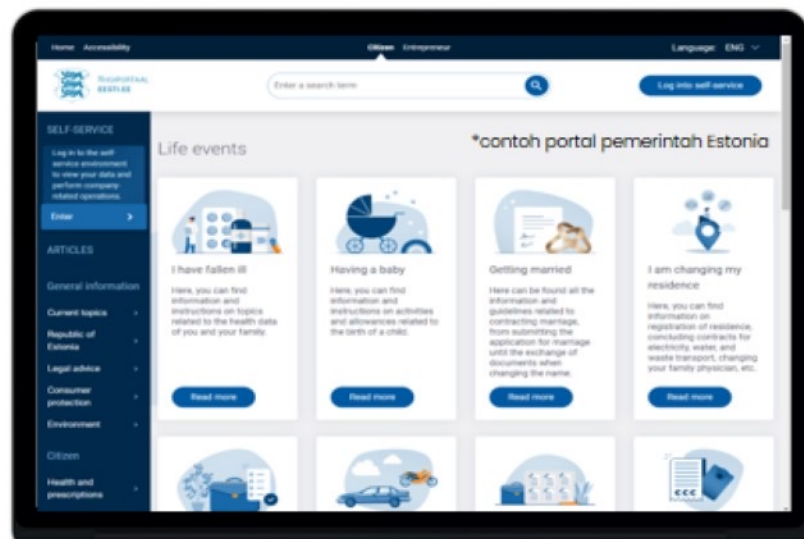 Home Accessibility
Citizen Entrepreneur
Language: ENG
RIIGIPORTAAL
EESTI.EE
Enter a search term
Log into self-service
SELF-SERVICE
Log in to the self-
service environment
to view your data and
perform company-
related operations.
Enter
ARTICLES
General information
Current topics
Republic of
Estonia
Legal advice
Consumer
protection
Environment
Citizen
Health and
prescriptions
Life events
*contoh portal pemerintah Estonia
I have fallen ill
Here, you can find
information and
instructions on topics
related to the health data
of you and your family.
Read more
Having a baby
Here, you can find
information and
instructions on activities
and allowances related to
the birth of a child.
Read more
Getting married
Here can be found all the
information and
guidelines related to
contracting marriage,
from submitting the
application for marriage
until the exchange of
documents when
changing the name.
Read more
I am changing my
residence
Here, you can find
information on
registration of residence,
concluding contracts for
electricity, water, and
waste transport, changing
your family physician, etc.
Read more